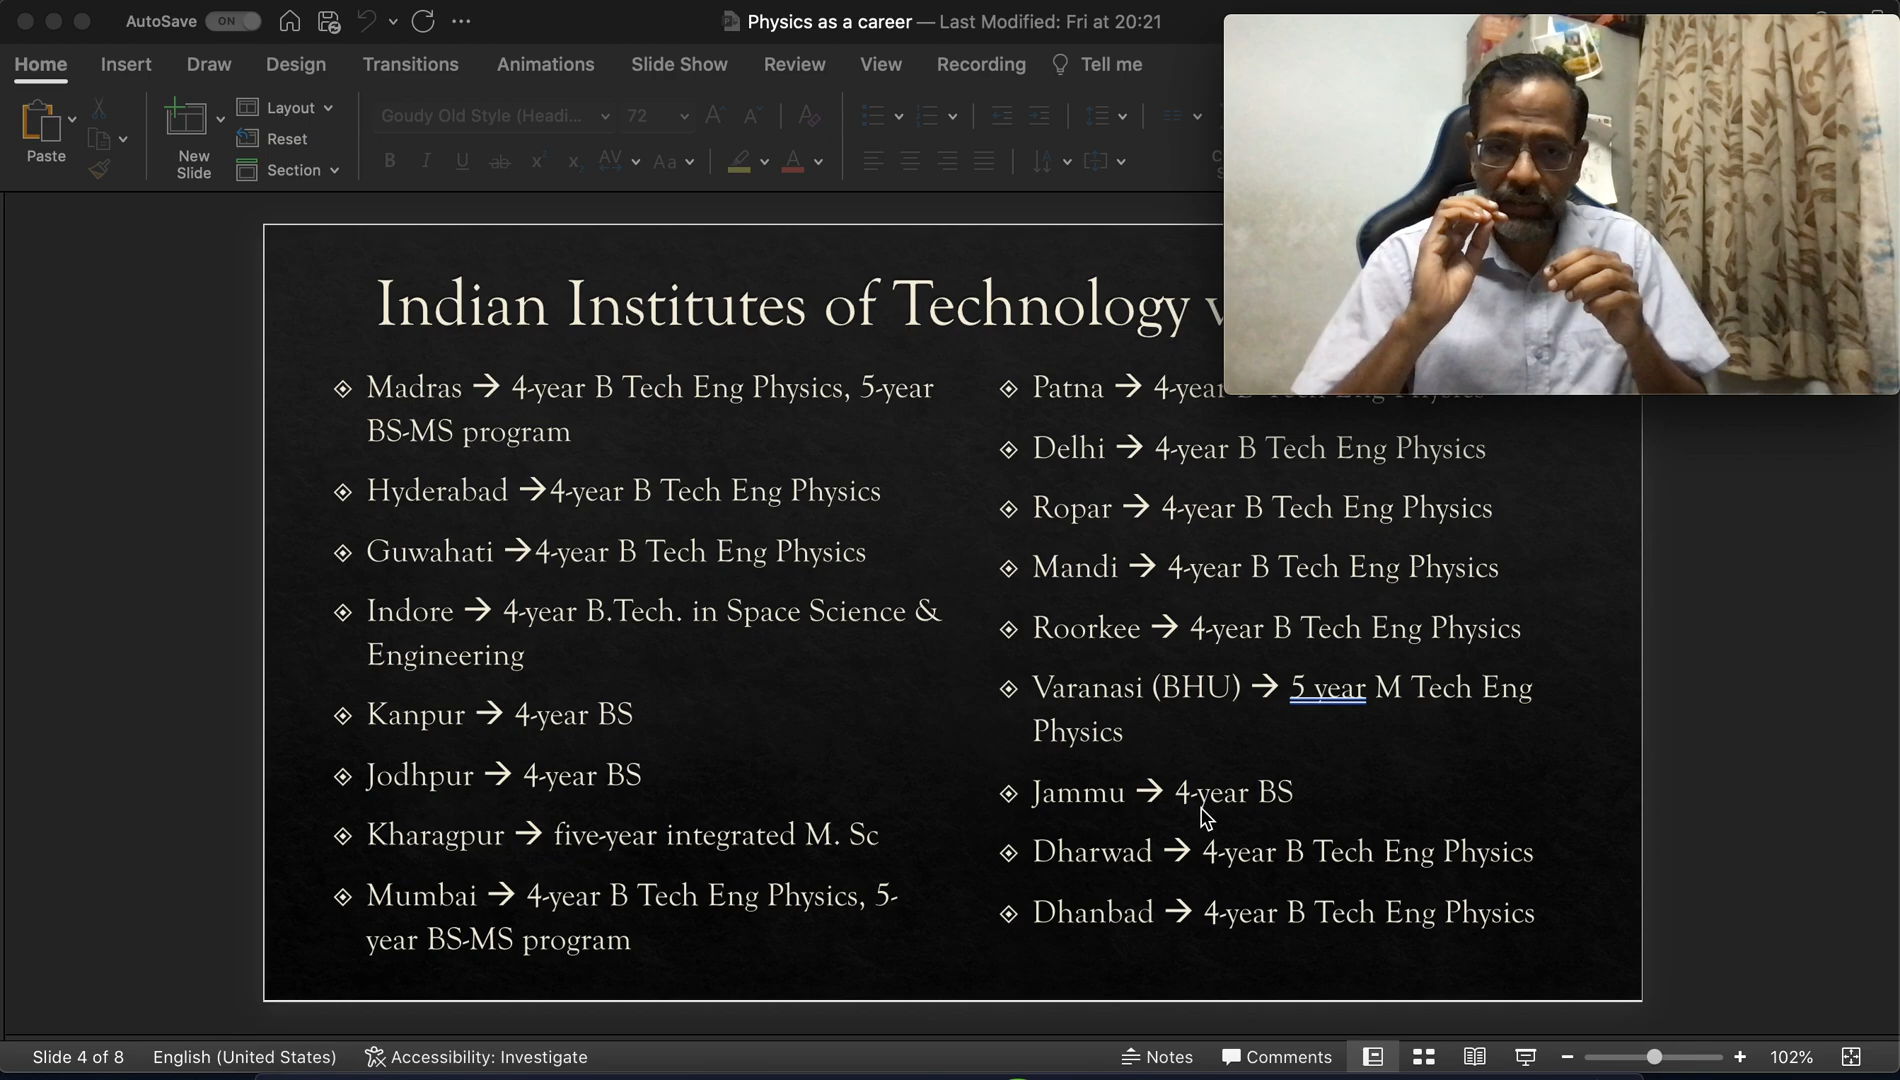 AutoSave ON
Physics as a career — Last Modified: Fri at 20:21
Home Insert Draw Design Transitions Animations Slide Show Review View Recording Tell me
Paste
New Slide
Layout
Reset
Section
Goudy Old Style (Headi... 72
B I U ab x² x₂ AV Aa A
Indian Institutes of Technology
Madras → 4-year B Tech Eng Physics, 5-year
BS-MS program
Hyderabad →4-year B Tech Eng Physics
Guwahati →4-year B Tech Eng Physics
Indore → 4-year B.Tech. in Space Science &
Engineering
Kanpur → 4-year BS
Jodhpur → 4-year BS
Kharagpur → five-year integrated M. Sc
Mumbai → 4-year B Tech Eng Physics, 5-
year BS-MS program
Patna → 4-year B Tech Eng Physics
Delhi → 4-year B Tech Eng Physics
Ropar → 4-year B Tech Eng Physics
Mandi → 4-year B Tech Eng Physics
Roorkee → 4-year B Tech Eng Physics
Varanasi (BHU) → 5 year M Tech Eng
Physics
Jammu → 4-year BS
Dharwad → 4-year B Tech Eng Physics
Dhanbad → 4-year B Tech Eng Physics
Slide 4 of 8 English (United States) Accessibility: Investigate Notes Comments 102%